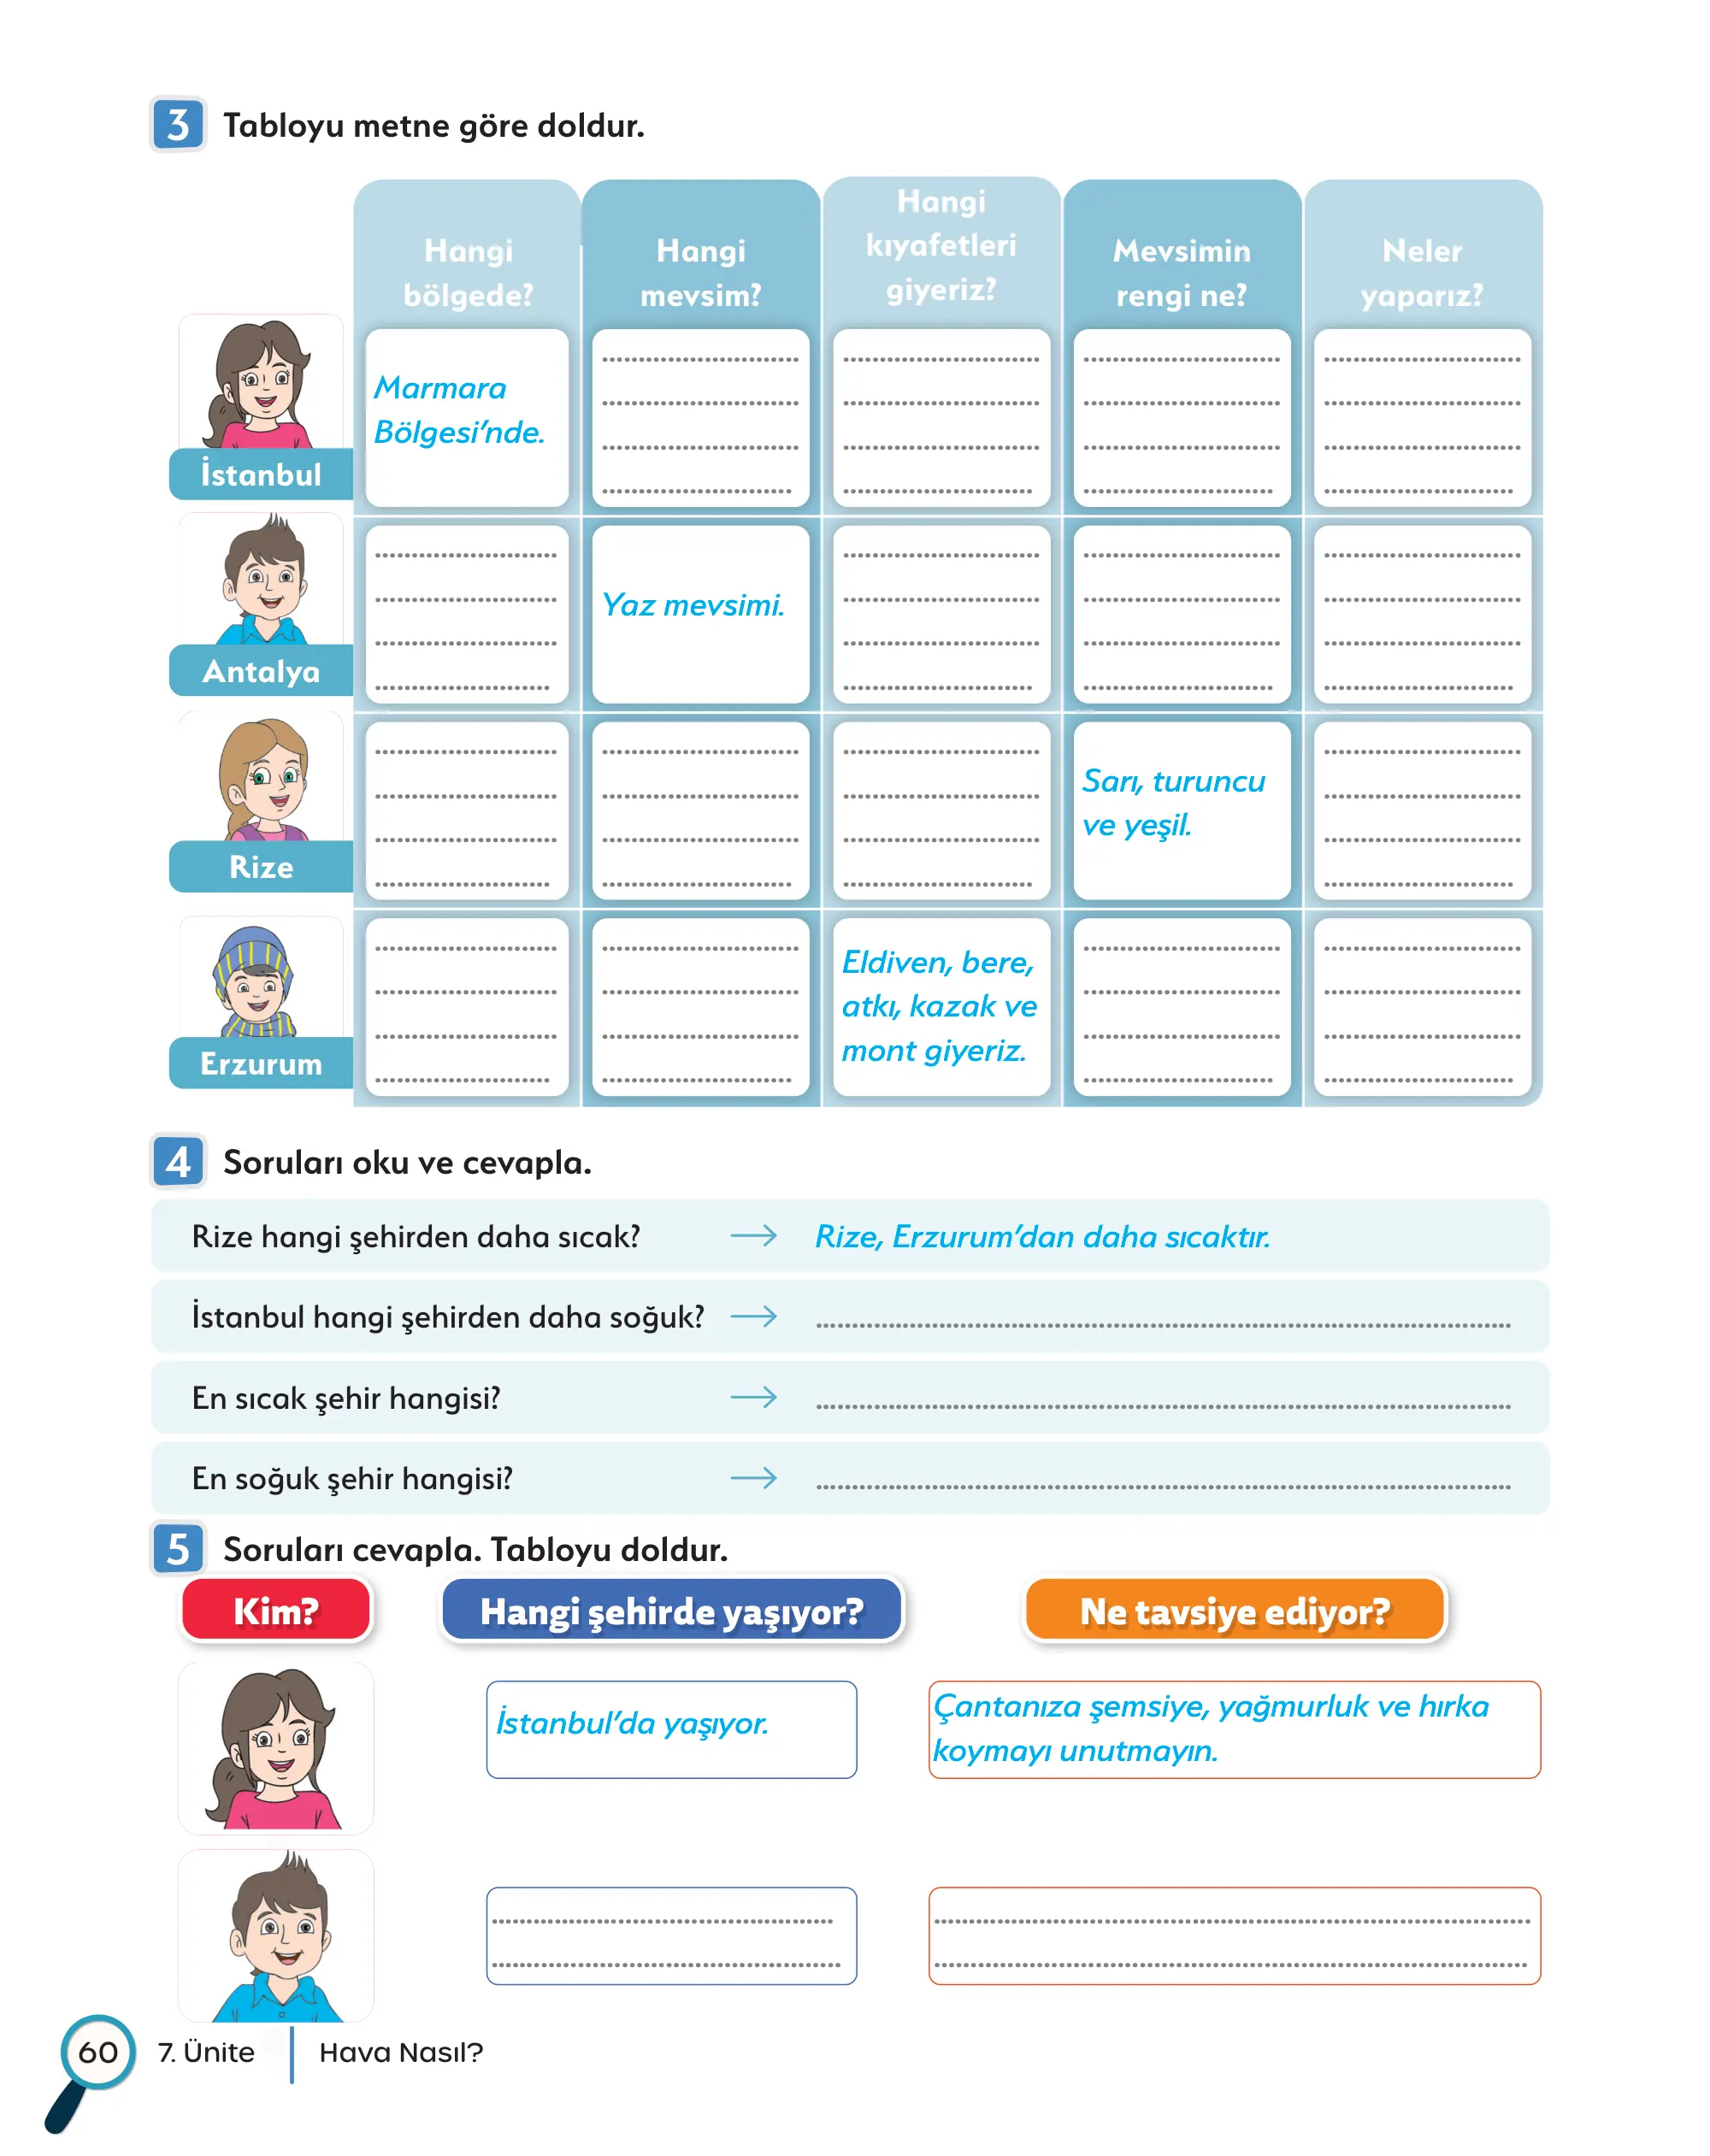 3 Tabloyu metne göre doldur.
Hangi bölgede?
Hangi mevsim?
Hangi kıyafetleri giyeriz?
Mevsimin rengi ne?
Neler yaparız?
İstanbul
Marmara
Bölgesi’nde.
Antalya
Yaz mevsimi.
Rize
Sarı, turuncu
ve yeşil.
Erzurum
Eldiven, bere,
atkı, kazak ve
mont giyeriz.
4 Soruları oku ve cevapla.
Rize hangi şehirden daha sıcak? → Rize, Erzurum’dan daha sıcaktır.
İstanbul hangi şehirden daha soğuk? →
En sıcak şehir hangisi? →
En soğuk şehir hangisi? →
5 Soruları cevapla. Tabloyu doldur.
Kim? Hangi şehirde yaşıyor? Ne tavsiye ediyor?
İstanbul’da yaşıyor.
Çantanıza şemsiye, yağmurluk ve hırka
koymayı unutmayın.
60 7. Ünite Hava Nasıl?